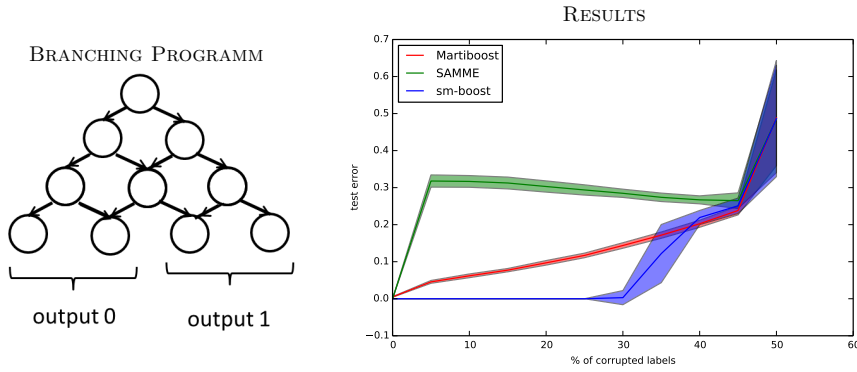 RESULTS
BRANCHING PROGRAMM
output 0
output 1
Martiboost
SAMME
sm-boost
test error
0.7
0.6
0.5
0.4
0.3
0.2
0.1
0.0
−0.1
0 10 20 30 40 50 60
% of corrupted labels